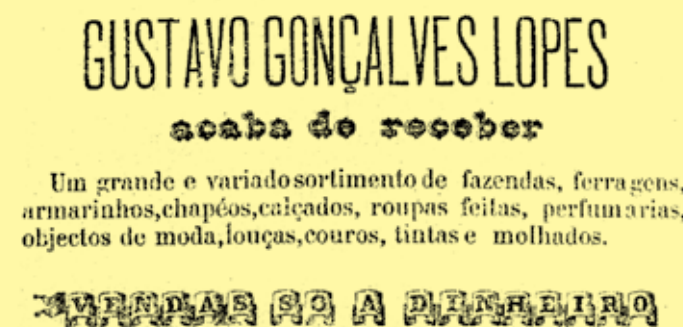 GUSTAVO GONÇALVES LOPES
acaba de receber
Um grande e variado sortimento de fazendas, ferragens,
armarinhos,chapéos,calçados, roupas feitas, perfumarias,
objectos de moda,louças,couros, tintas e molhados.
VENDAS SO A DINHEIRO